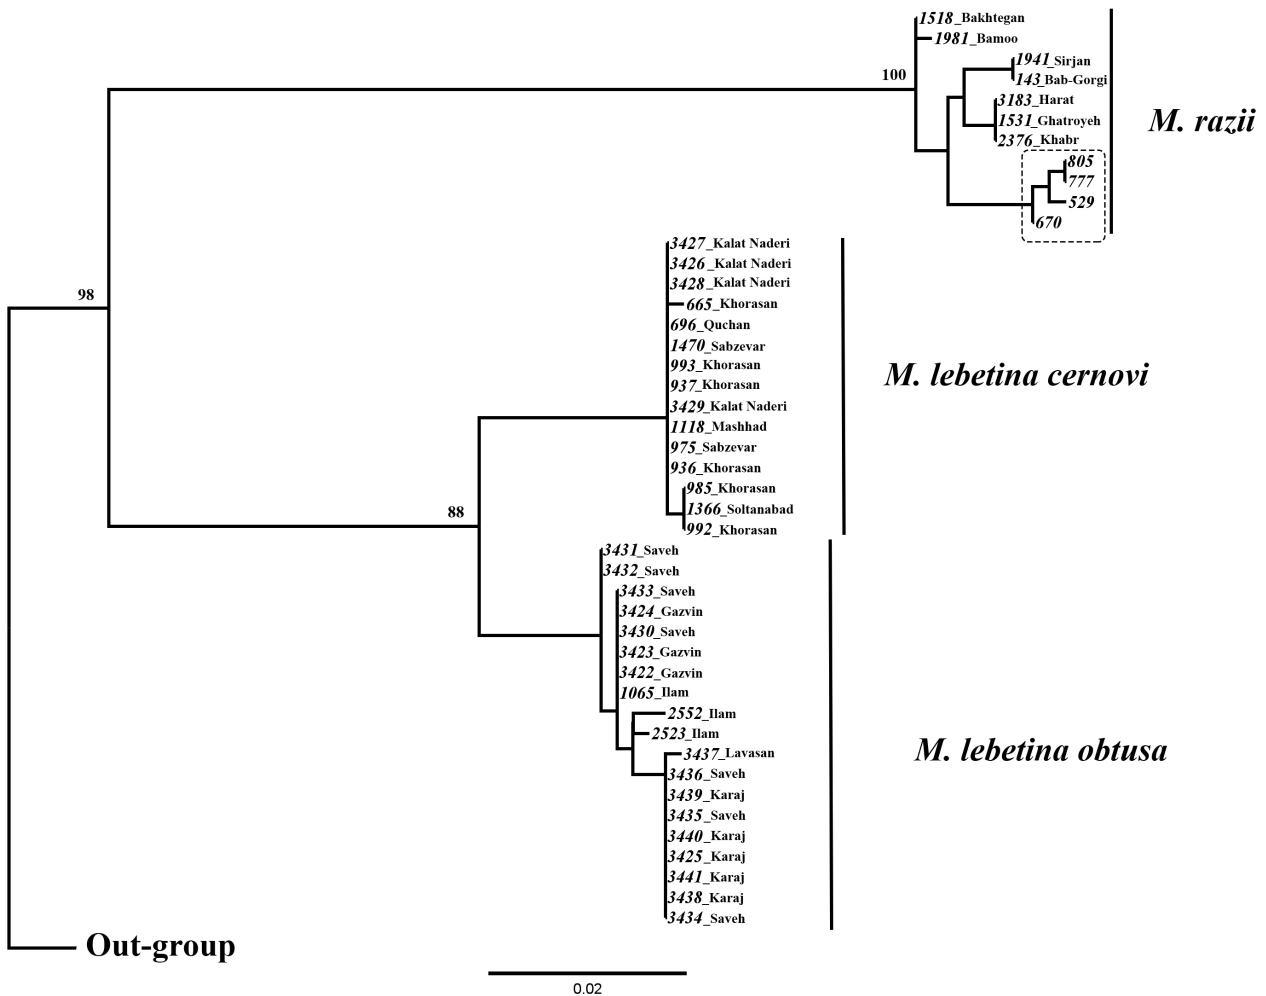 1518_Bakhtegan
1981_Bamoo
1941_Sirjan
100
143_Bab-Gorgi
3183_Harat
1531_Ghatroyeh
M. razii
2376_Khabr
805
777
529
670
3427_Kalat Naderi
3426_Kalat Naderi
3428_Kalat Naderi
98
665_Khorasan
696_Quchan
1470_Sabzevar
993_Khorasan
M. lebetina cernovi
937_Khorasan
3429_Kalat Naderi
1118_Mashhad
975_Sabzevar
936_Khorasan
985_Khorasan
1366_Soltanabad
88
992_Khorasan
3431_Saveh
3432_Saveh
3433_Saveh
3424_Gazvin
3430_Saveh
3423_Gazvin
3422_Gazvin
1065_Ilam
2552_Ilam
2523_Ilam
3437_Lavasan
M. lebetina obtusa
3436_Saveh
3439_Karaj
3435_Saveh
3440_Karaj
3425_Karaj
3441_Karaj
3438_Karaj
3434_Saveh
Out-group
0.02